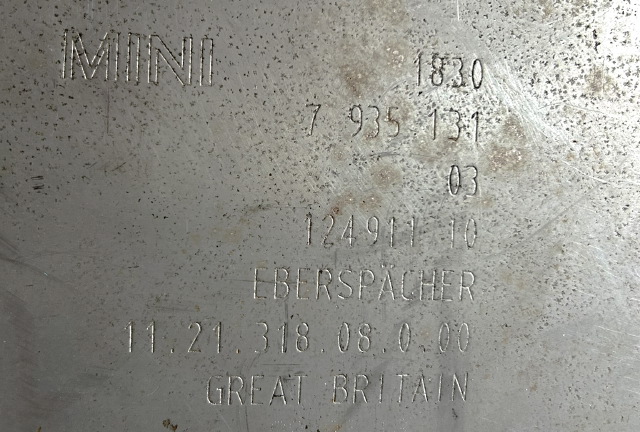 MINI
1830
7 935 131
03
124911 10
EBERSPÄCHER
11.21.318.08.0.00
GREAT BRITAIN